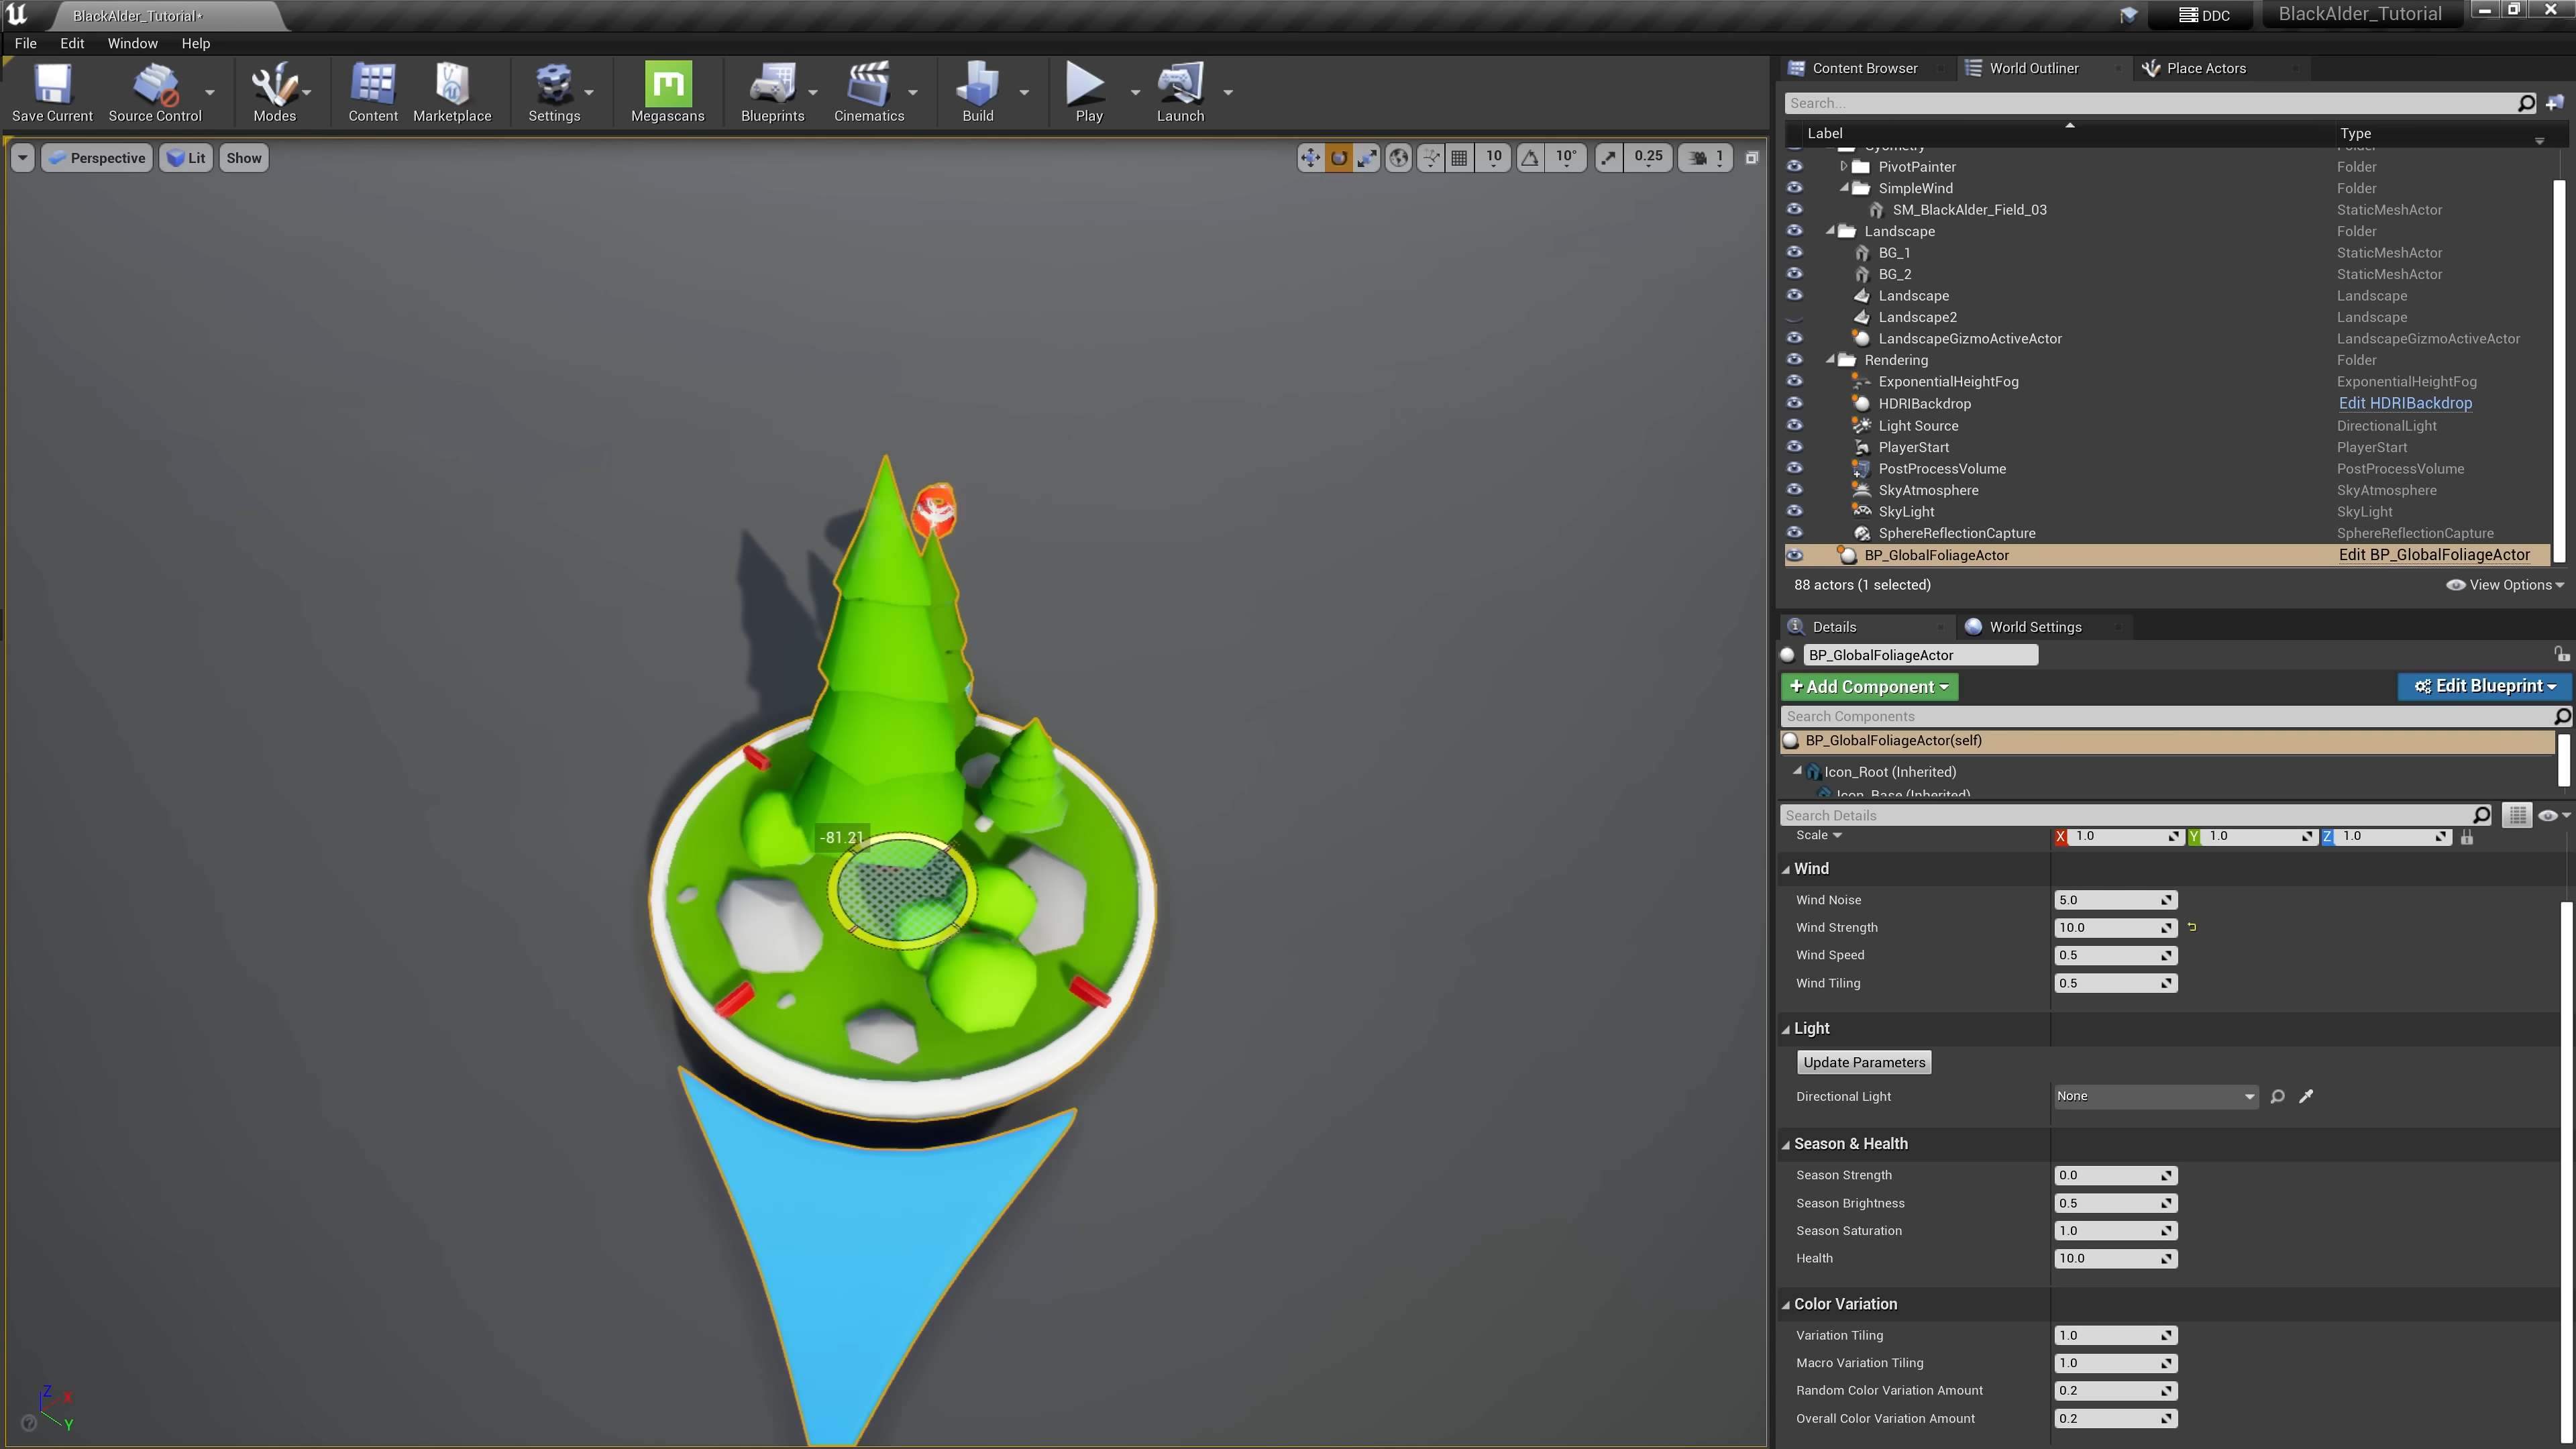 BlackAlder_Tutorial*
DDC
BlackAlder_Tutorial
File Edit Window Help
Save Current
Source Control
Modes
Content
Marketplace
Settings
Megascans
Blueprints
Cinematics
Build
Play
Launch
Perspective
Lit
Show
10
10°
0.25
1
-81.21
Z
X
Y
Content Browser
World Outliner
Place Actors
Search...
Label Type
Geometry Folder
PivotPainter Folder
SimpleWind Folder
SM_BlackAlder_Field_03 StaticMeshActor
Landscape Folder
BG_1 StaticMeshActor
BG_2 StaticMeshActor
Landscape Landscape
Landscape2 Landscape
LandscapeGizmoActiveActor LandscapeGizmoActiveActor
Rendering Folder
ExponentialHeightFog ExponentialHeightFog
HDRIBackdrop Edit HDRIBackdrop
Light Source DirectionalLight
PlayerStart PlayerStart
PostProcessVolume PostProcessVolume
SkyAtmosphere SkyAtmosphere
SkyLight SkyLight
SphereReflectionCapture SphereReflectionCapture
BP_GlobalFoliageActor Edit BP_GlobalFoliageActor
88 actors (1 selected) View Options
Details
World Settings
BP_GlobalFoliageActor
+ Add Component
Edit Blueprint
Search Components
BP_GlobalFoliageActor(self)
Icon_Root (Inherited)
Icon_Base (Inherited)
Search Details
Scale X 1.0 Y 1.0 Z 1.0
Wind
Wind Noise 5.0
Wind Strength 10.0
Wind Speed 0.5
Wind Tiling 0.5
Light
Update Parameters
Directional Light None
Season & Health
Season Strength 0.0
Season Brightness 0.5
Season Saturation 1.0
Health 10.0
Color Variation
Variation Tiling 1.0
Macro Variation Tiling 1.0
Random Color Variation Amount 0.2
Overall Color Variation Amount 0.2